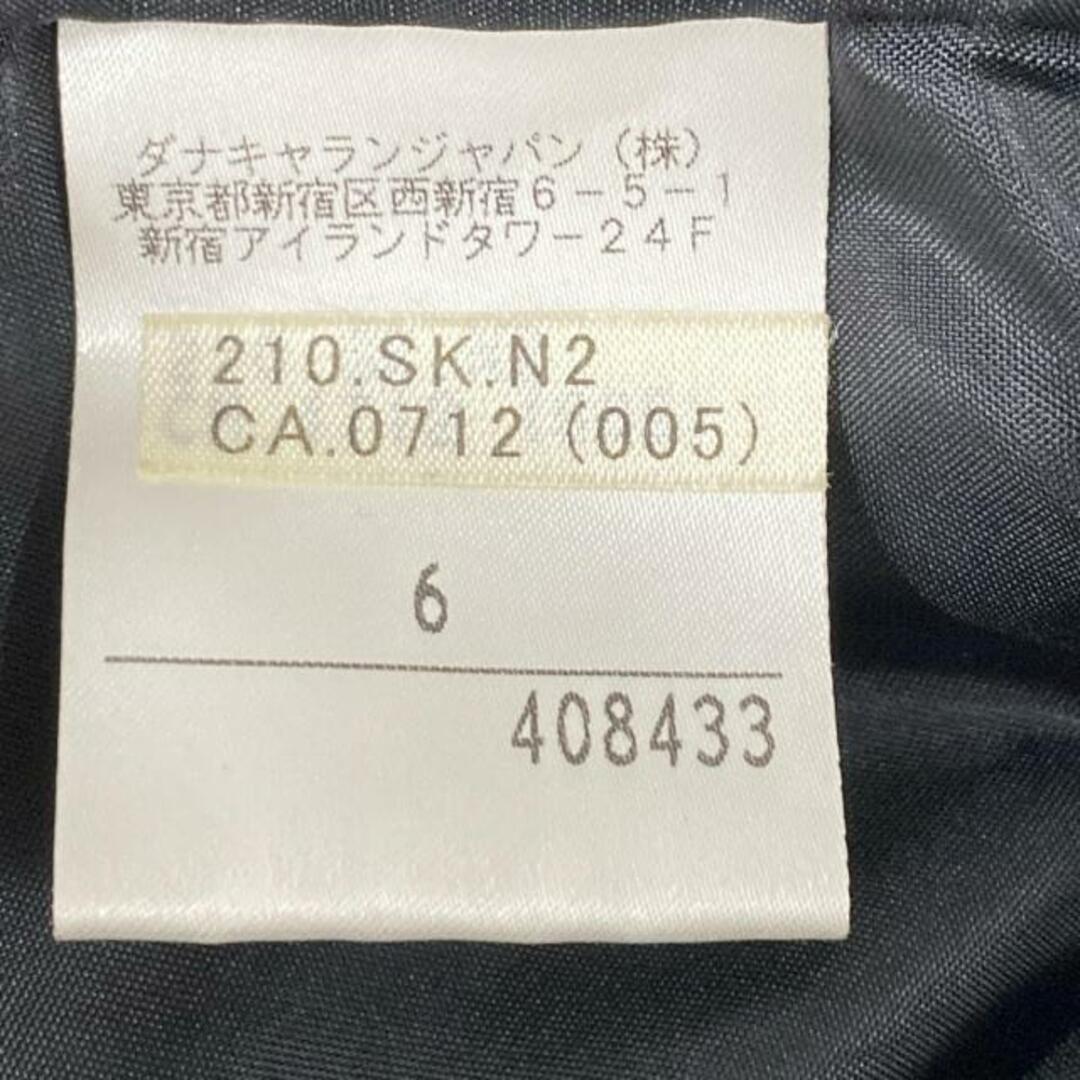 ダナキャランジャパン（株）
東京都新宿区西新宿６－５－１
新宿アイランドタワー２４Ｆ
210.SK.N2
CA.0712 (005)
6
408433